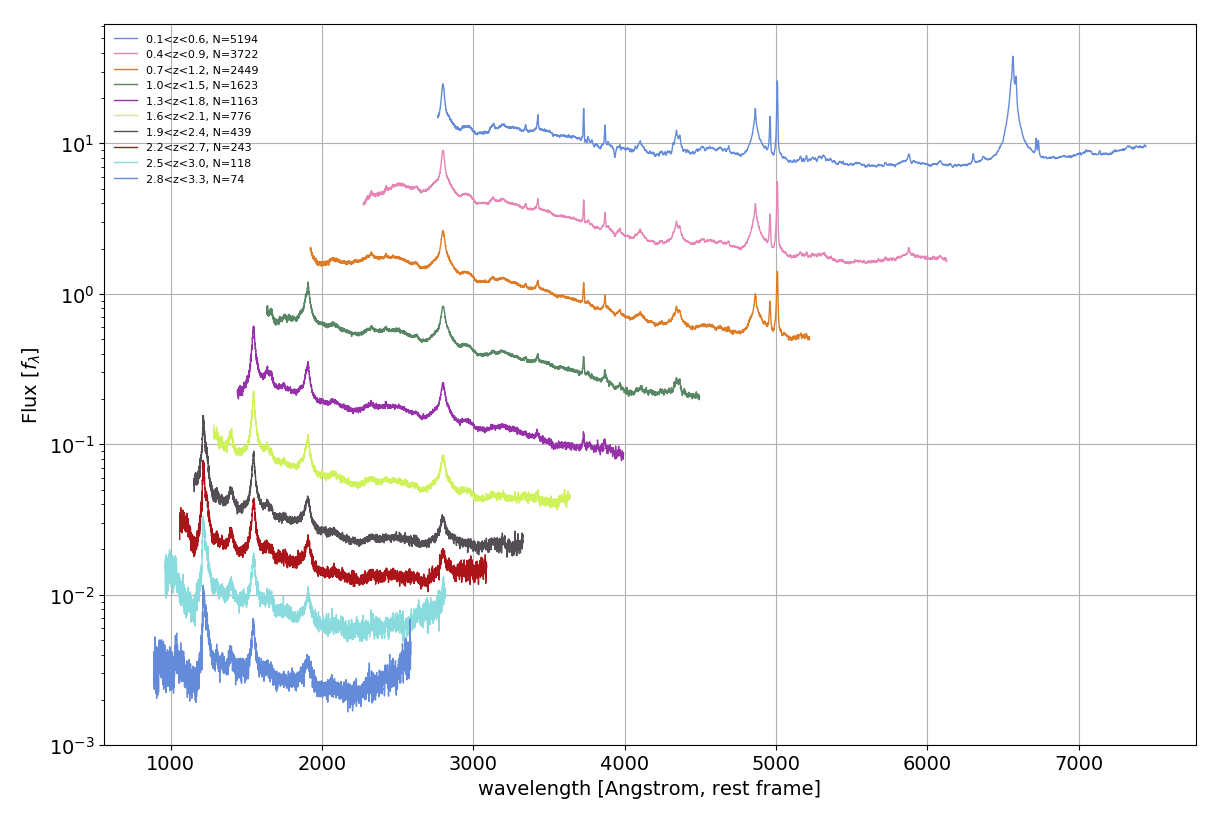 0.1<z<0.6, N=5194
0.4<z<0.9, N=3722
0.7<z<1.2, N=2449
1.0<z<1.5, N=1623
1.3<z<1.8, N=1163
1.6<z<2.1, N=776
1.9<z<2.4, N=439
2.2<z<2.7, N=243
2.5<z<3.0, N=118
2.8<z<3.3, N=74
10¹
10⁰
10⁻¹
10⁻²
10⁻³
Flux [f_λ]
1000 2000 3000 4000 5000 6000 7000
wavelength [Angstrom, rest frame]